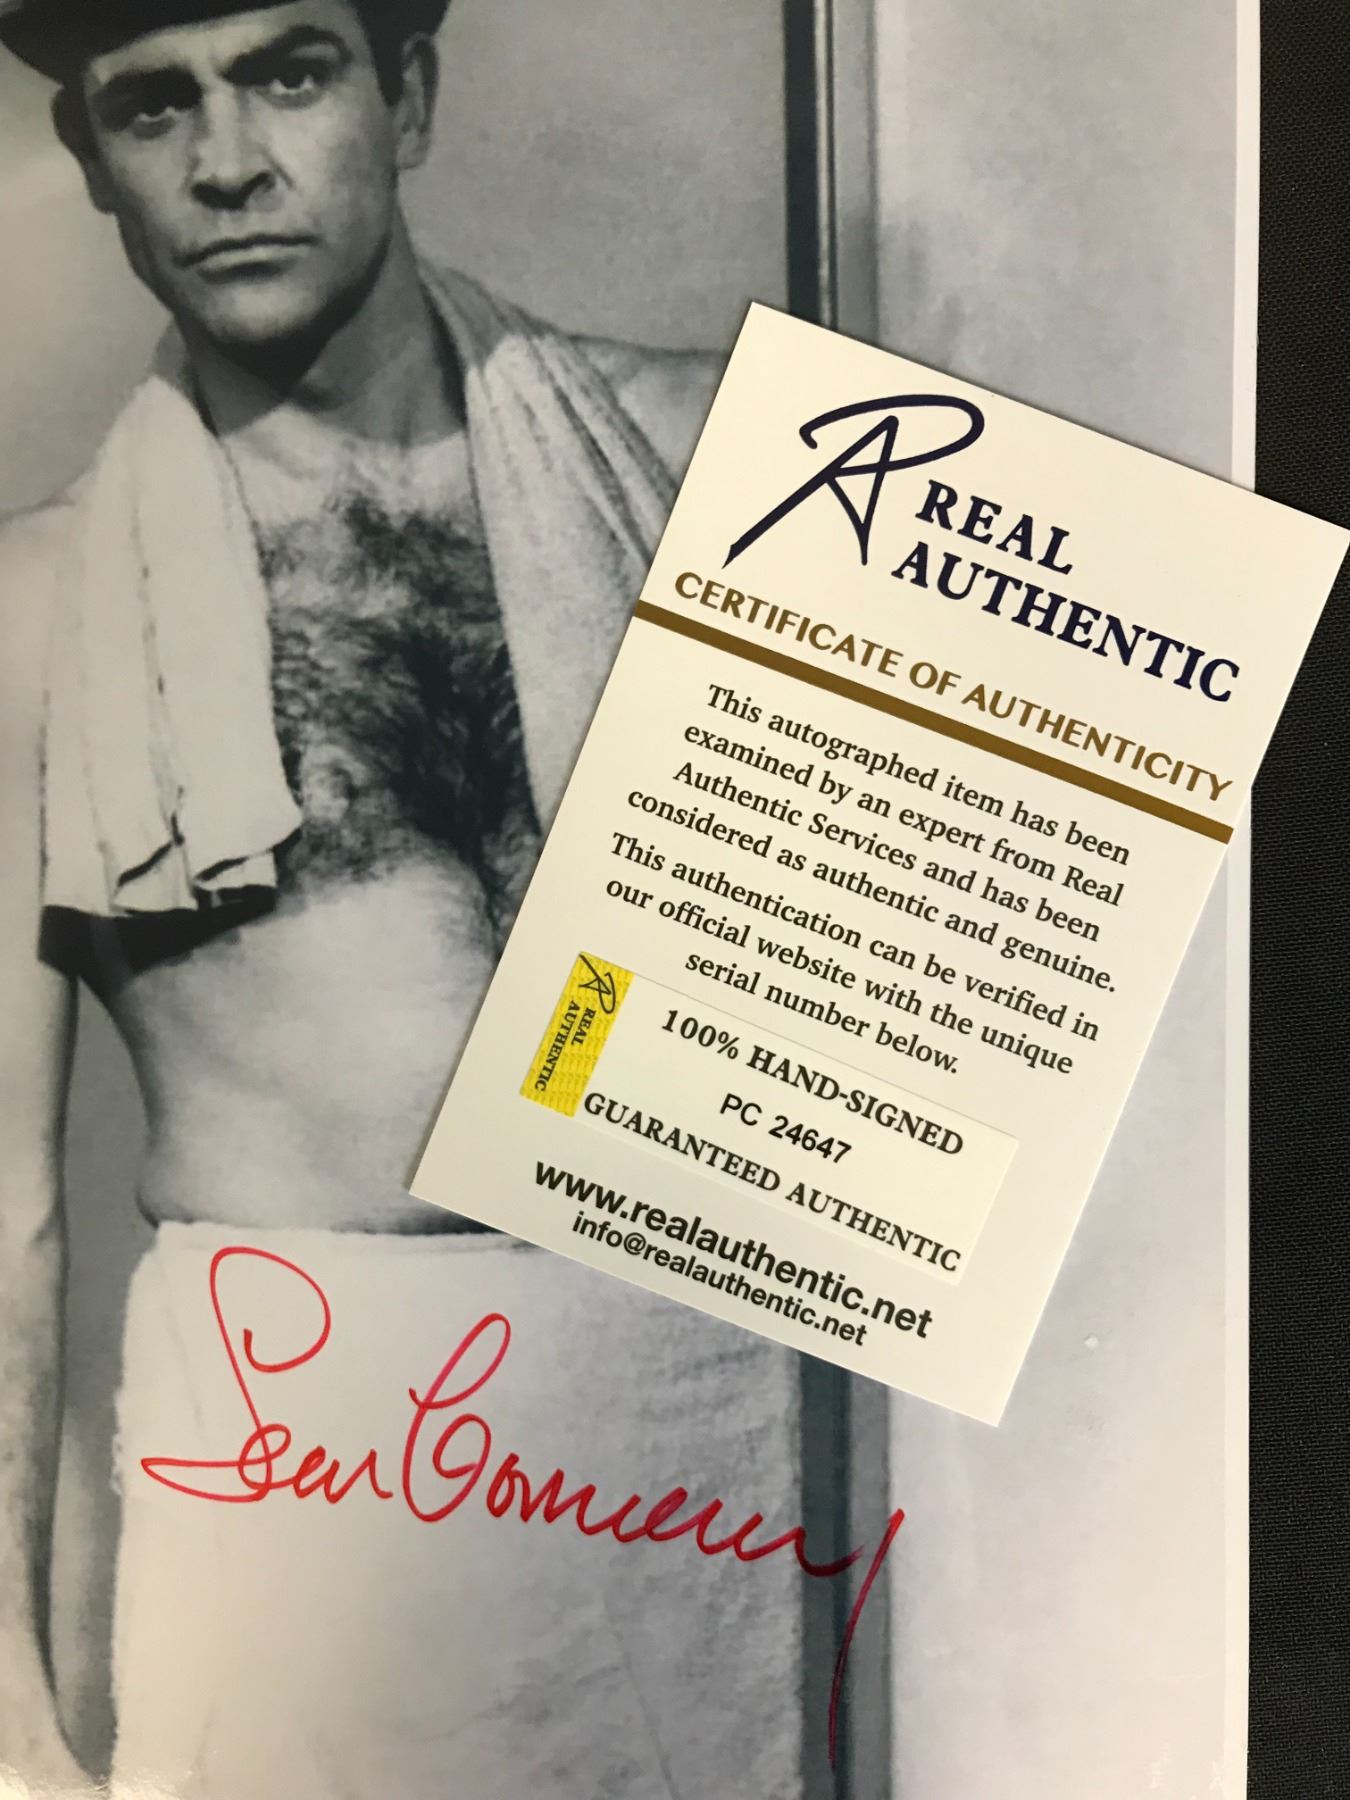 REAL
AUTHENTIC
CERTIFICATE OF AUTHENTICITY
This autographed item has been
examined by an expert from Real
Authentic Services and has been
considered as authentic and genuine.
This authentication can be verified in
our official website with the unique
serial number below.
REAL
AUTHENTIC
100% HAND-SIGNED
PC 24647
GUARANTEED AUTHENTIC
www.realauthentic.net
info@realauthentic.net
Sean Connery